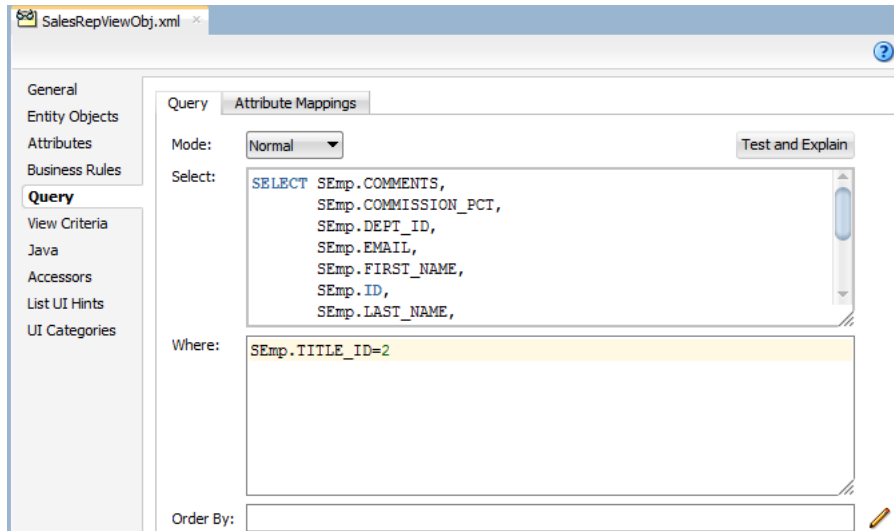 SalesRepViewObj.xml
General
Entity Objects
Attributes
Business Rules
Query
View Criteria
Java
Accessors
List UI Hints
UI Categories
Query Attribute Mappings
Mode: Normal Test and Explain
Select:
SELECT SEmp.COMMENTS,
SEmp.COMMISSION_PCT,
SEmp.DEPT_ID,
SEmp.EMAIL,
SEmp.FIRST_NAME,
SEmp.ID,
SEmp.LAST_NAME,
Where:
SEmp.TITLE_ID=2
Order By: